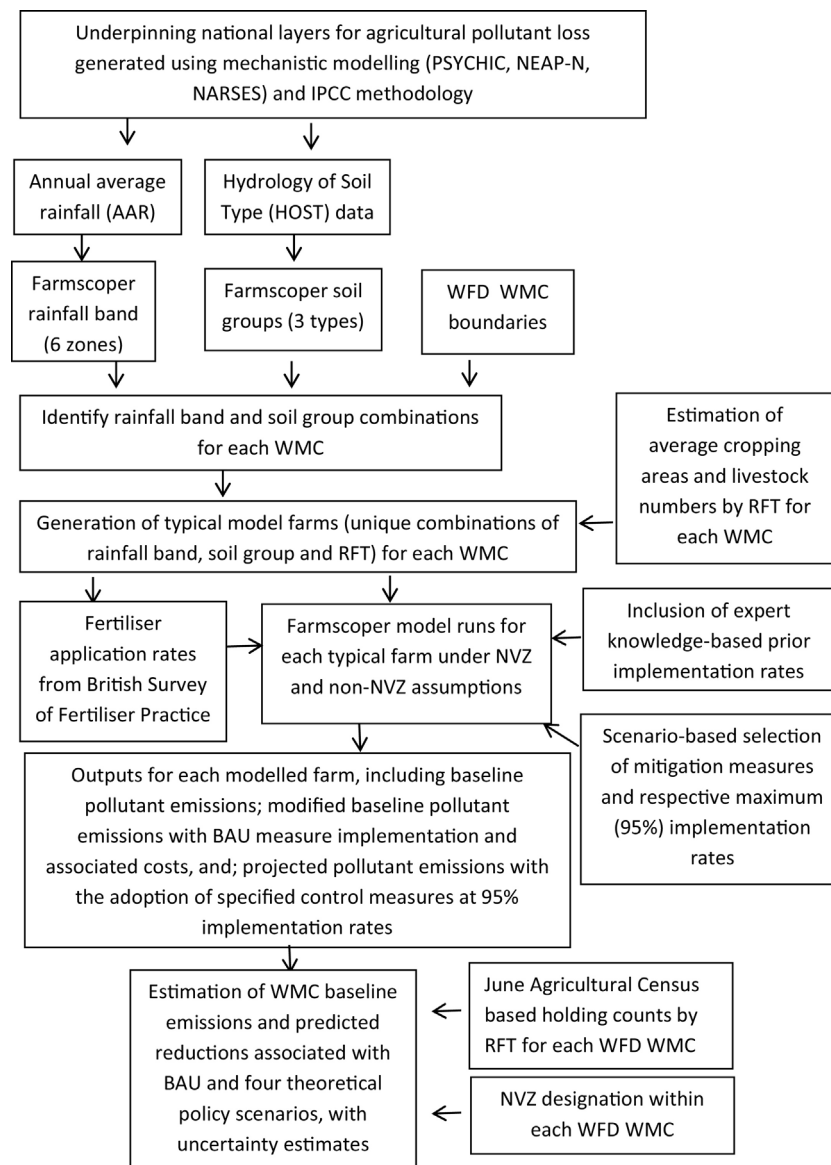 Underpinning national layers for agricultural pollutant loss
generated using mechanistic modelling (PSYCHIC, NEAP-N,
NARSES) and IPCC methodology
Annual average
rainfall (AAR)
Hydrology of Soil
Type (HOST) data
Farmscoper
rainfall band
(6 zones)
Farmscoper soil
groups (3 types)
WFD WMC
boundaries
Identify rainfall band and soil group combinations
for each WMC
Estimation of
average cropping
areas and livestock
numbers by RFT for
each WMC
Generation of typical model farms (unique combinations of
rainfall band, soil group and RFT) for each WMC
Fertiliser
application rates
from British Survey
of Fertiliser Practice
Farmscoper model runs for
each typical farm under NVZ
and non-NVZ assumptions
Inclusion of expert
knowledge-based prior
implementation rates
Scenario-based selection
of mitigation measures
and respective maximum
(95%) implementation
rates
Outputs for each modelled farm, including baseline
pollutant emissions; modified baseline pollutant
emissions with BAU measure implementation and
associated costs, and; projected pollutant emissions with
the adoption of specified control measures at 95%
implementation rates
Estimation of WMC baseline
emissions and predicted
reductions associated with
BAU and four theoretical
policy scenarios, with
uncertainty estimates
June Agricultural Census
based holding counts by
RFT for each WFD WMC
NVZ designation within
each WFD WMC